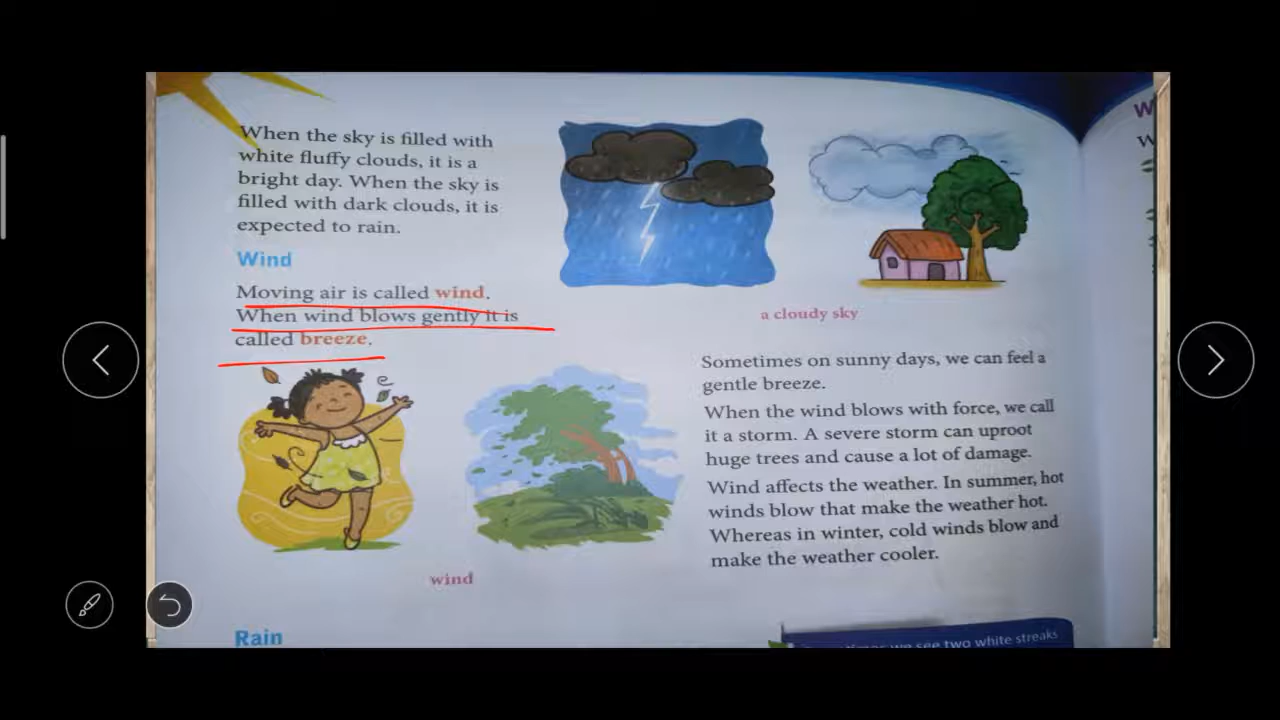 When the sky is filled with
white fluffy clouds, it is a
bright day. When the sky is
filled with dark clouds, it is
expected to rain.
Wind
Moving air is called wind.
When wind blows gently it is
called breeze.
a cloudy sky
Sometimes on sunny days, we can feel a
gentle breeze.
When the wind blows with force, we call
it a storm. A severe storm can uproot
huge trees and cause a lot of damage.
Wind affects the weather. In summer, hot
winds blow that make the weather hot.
Whereas in winter, cold winds blow and
make the weather cooler.
wind
Rain
we see two white streaks